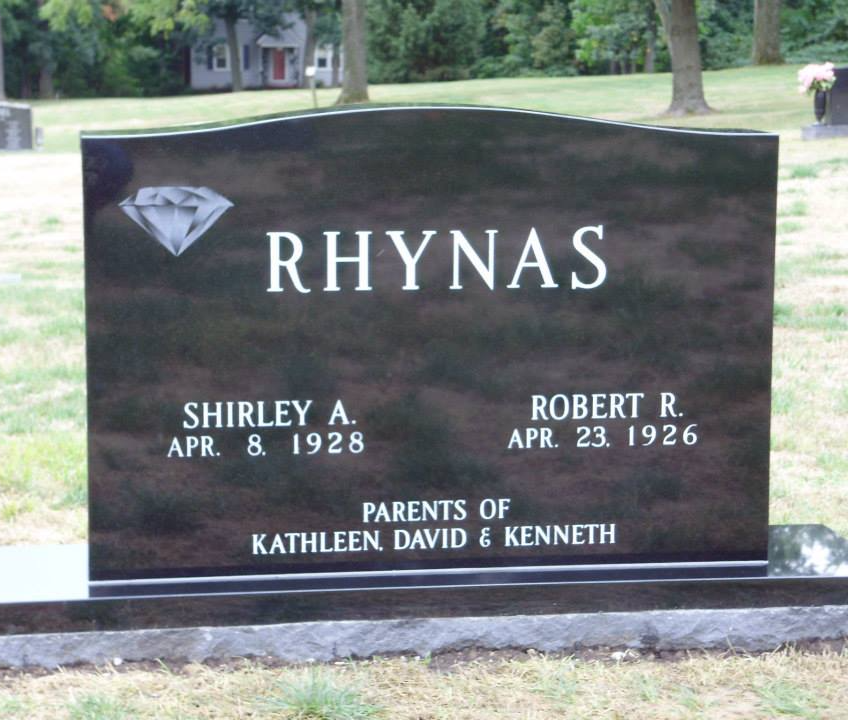 RHYNAS
SHIRLEY A.
APR. 8, 1928
ROBERT R.
APR. 23, 1926
PARENTS OF
KATHLEEN, DAVID & KENNETH